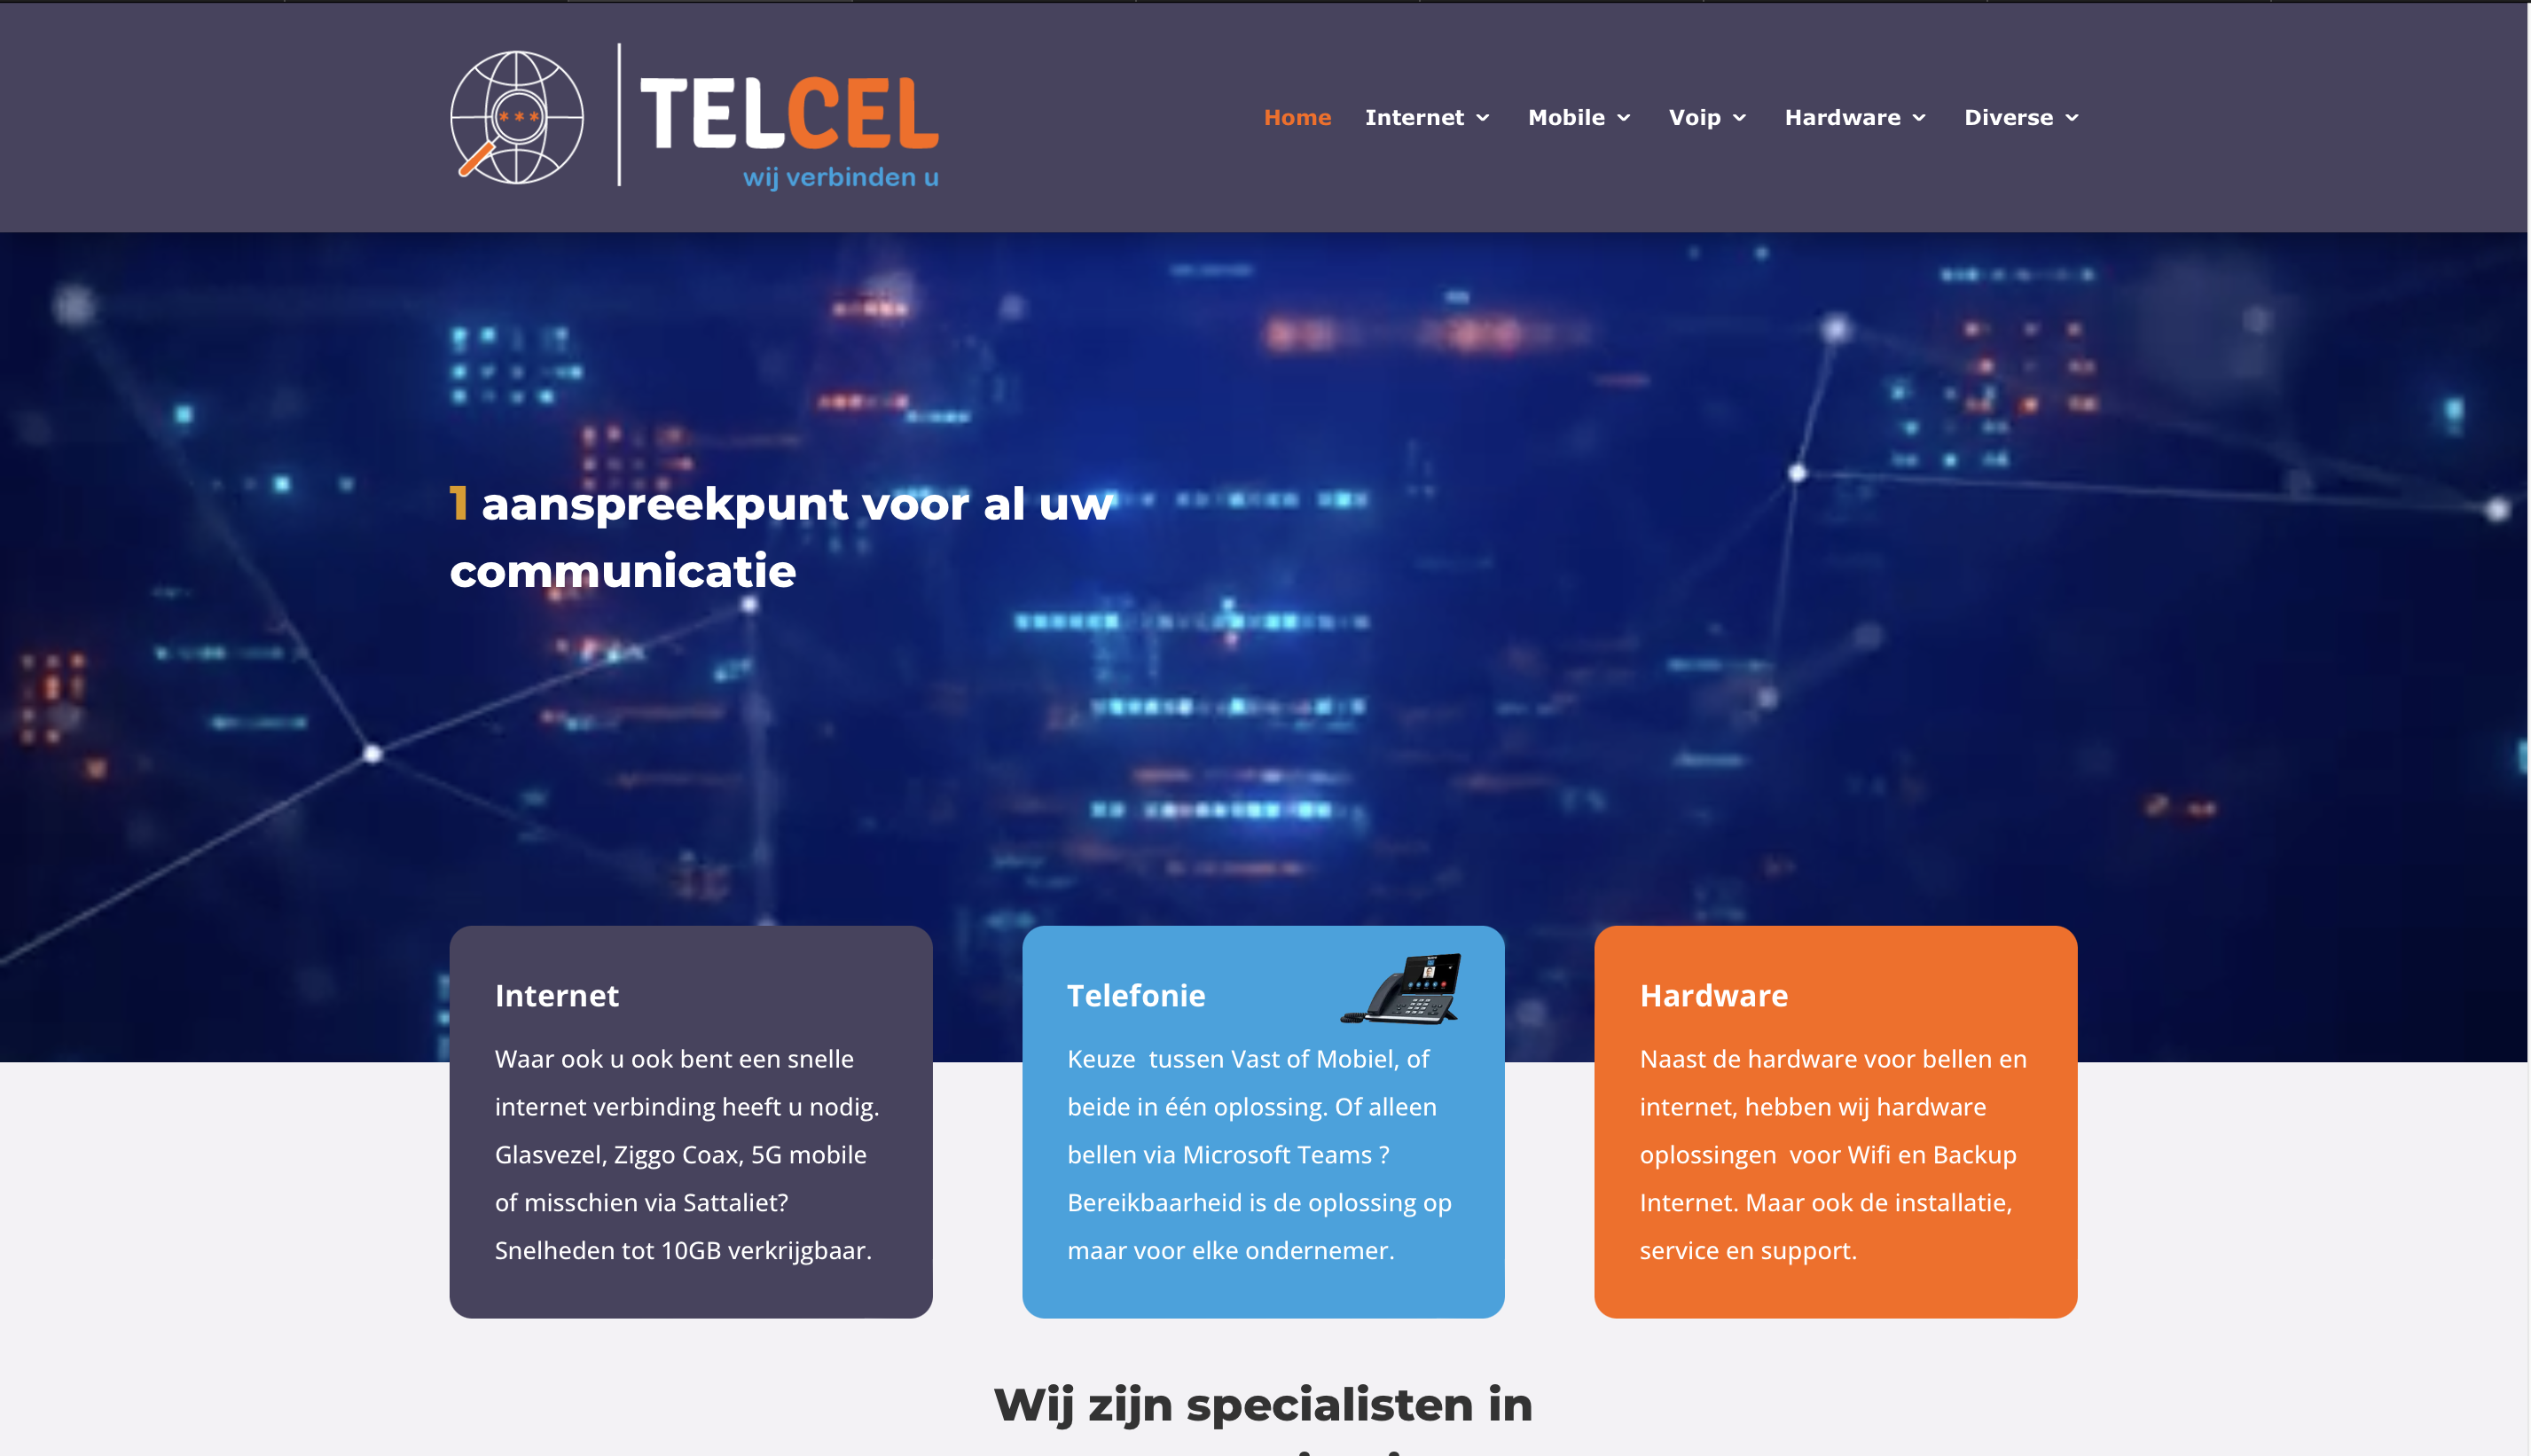 ***
TELCEL
wij verbinden u
Home Internet Mobile Voip Hardware Diverse
1 aanspreekpunt voor al uw
communicatie
Internet
Waar ook u ook bent een snelle
internet verbinding heeft u nodig.
Glasvezel, Ziggo Coax, 5G mobile
of misschien via Sattaliet?
Snelheden tot 10GB verkrijgbaar.
Telefonie
Keuze  tussen Vast of Mobiel, of
beide in één oplossing. Of alleen
bellen via Microsoft Teams ?
Bereikbaarheid is de oplossing op
maar voor elke ondernemer.
Hardware
Naast de hardware voor bellen en
internet, hebben wij hardware
oplossingen  voor Wifi en Backup
Internet. Maar ook de installatie,
service en support.
Wij zijn specialisten in